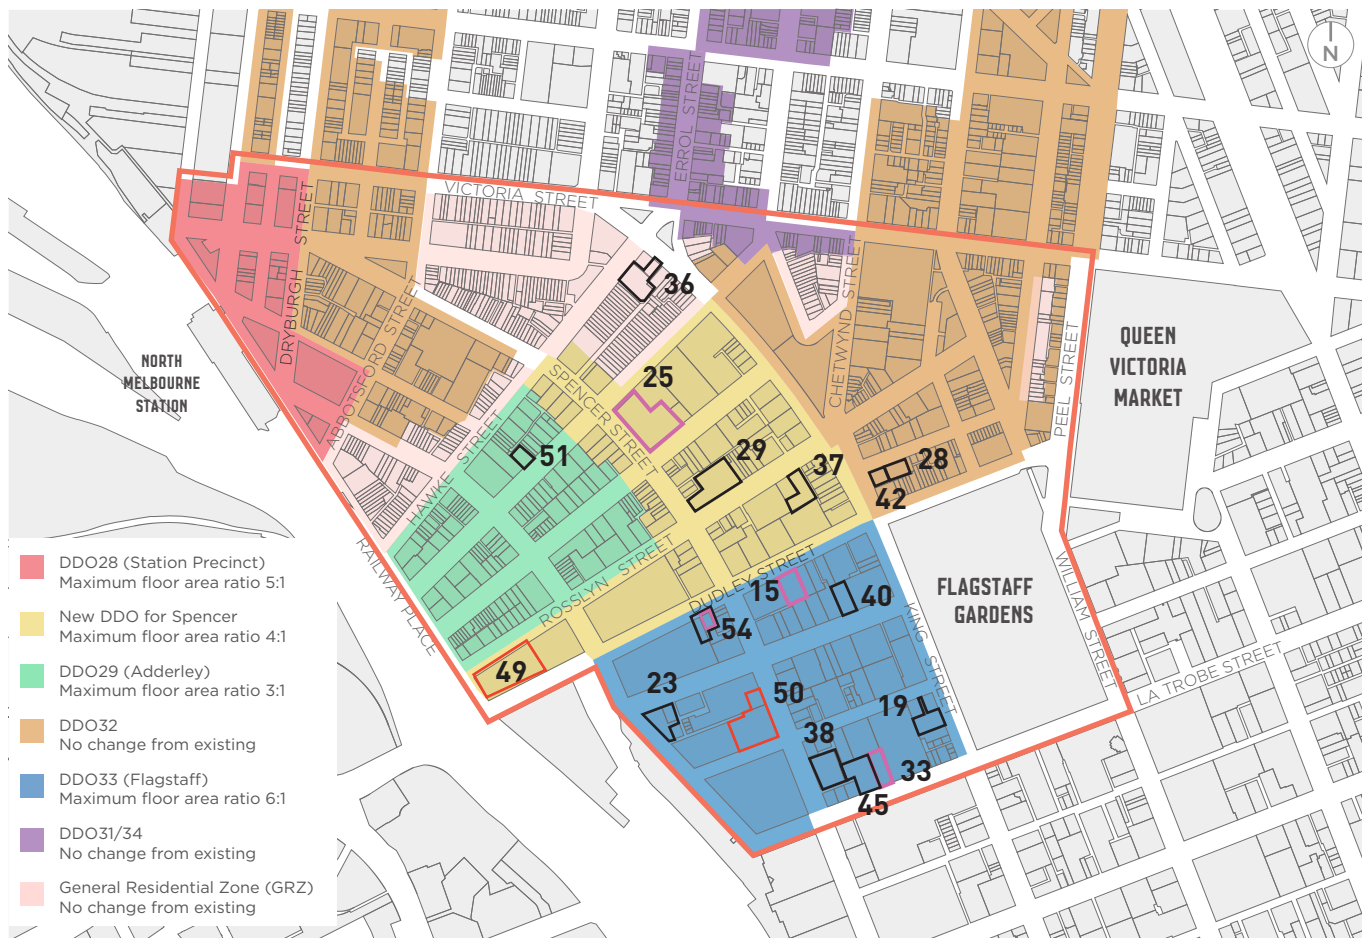 N
ERROL STREET
VICTORIA STREET
STREET
DRYBURGH
ABBOTSFORD STREET
36
CHETWYND STREET
PEEL STREET
QUEEN
VICTORIA
MARKET
NORTH
MELBOURNE
STATION
25
SPENCER STREET
HAWKE STREET
51
29
37
28
42
RAILWAY PLACE
ROSSLYN STREET
DUDLEY STREET
15
40
54
FLAGSTAFF
GARDENS
KING STREET
WILLIAM STREET
LA TROBE STREET
49
23
50
19
38
33
45
DDO28 (Station Precinct)
Maximum floor area ratio 5:1
New DDO for Spencer
Maximum floor area ratio 4:1
DDO29 (Adderley)
Maximum floor area ratio 3:1
DDO32
No change from existing
DDO33 (Flagstaff)
Maximum floor area ratio 6:1
DDO31/34
No change from existing
General Residential Zone (GRZ)
No change from existing